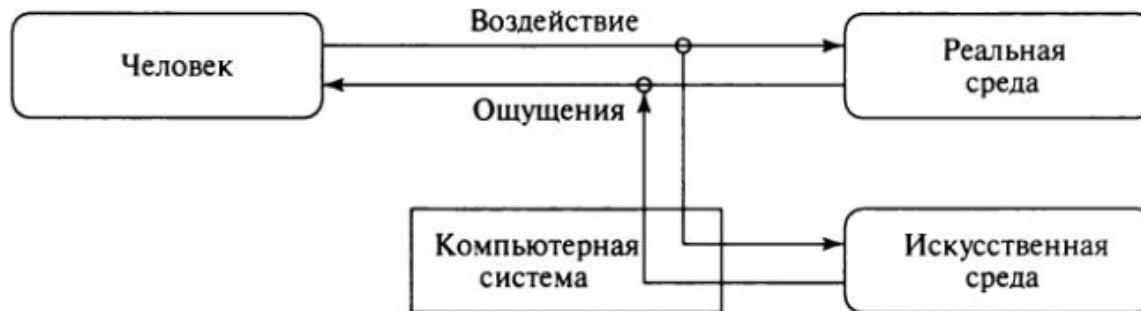 Воздействие
Человек
Реальная
среда
Ощущения
Компьютерная
система
Искусственная
среда